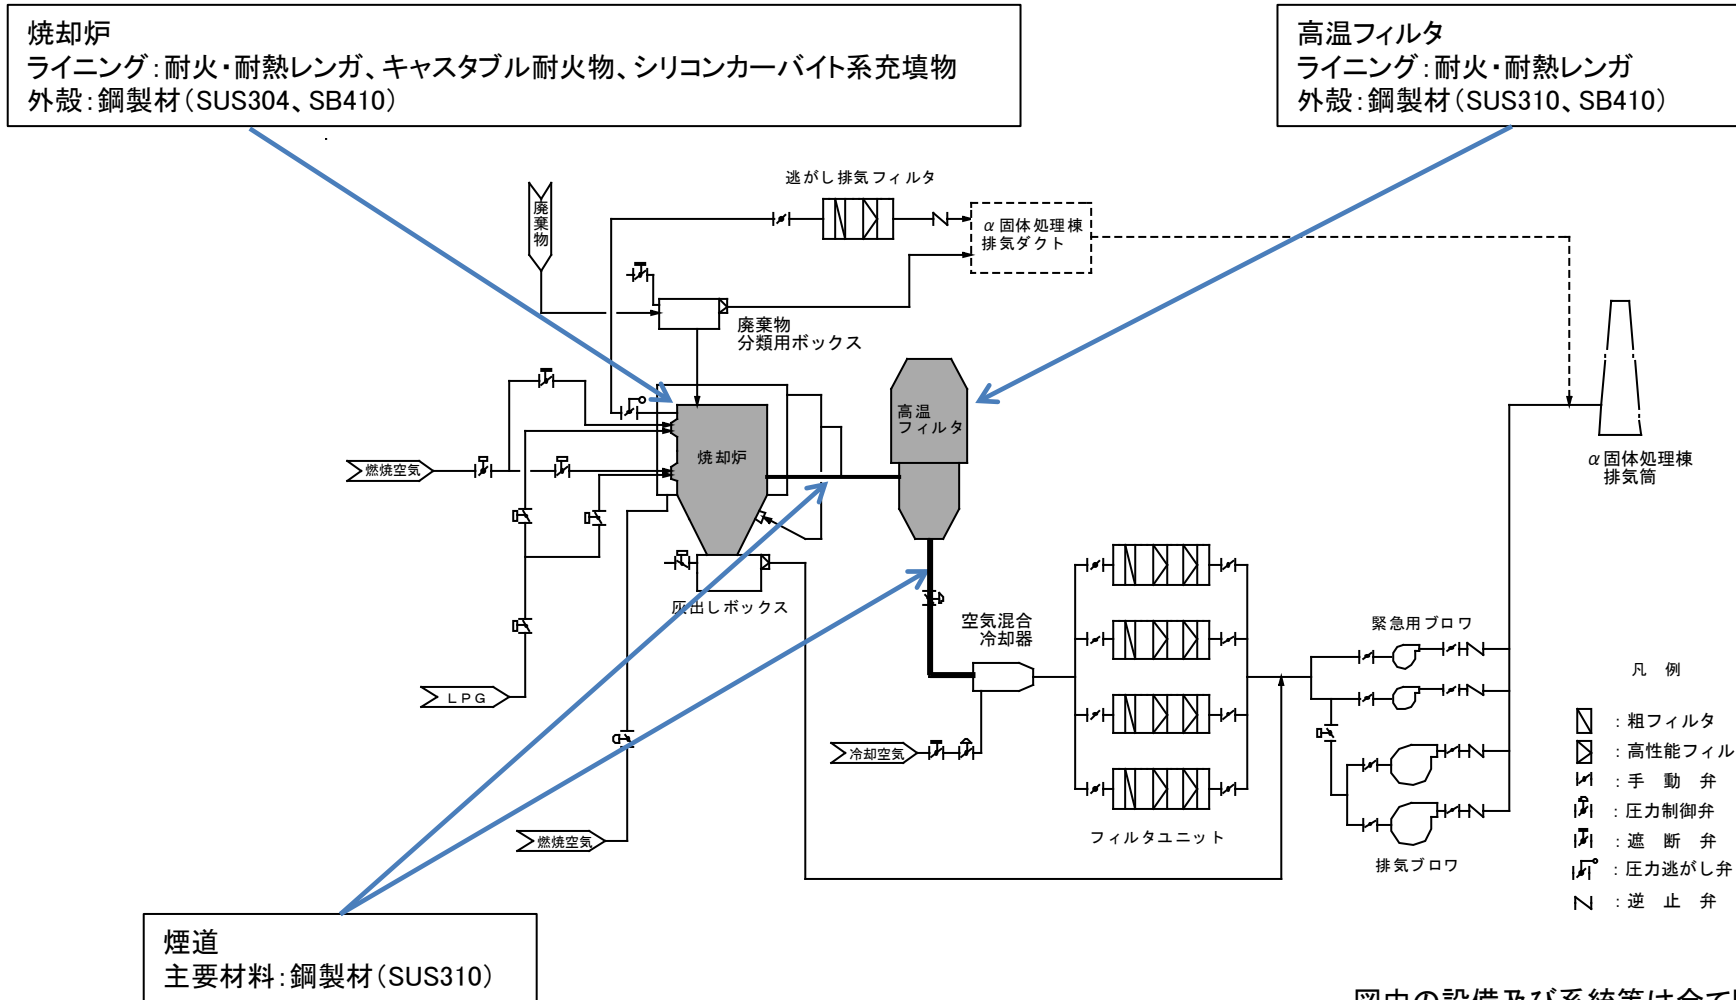 焼却炉
ライニング：耐火・耐熱レンガ、キャスタブル耐火物、シリコンカーバイト系充填物
外殻：鋼製材（SUS304、SB410）
高温フィルタ
ライニング：耐火・耐熱レンガ
外殻：鋼製材（SUS310、SB410）
逃がし排気フィルタ
廃棄物
α固体処理棟
排気ダクト
廃棄物
分類用ボックス
高温
フィルタ
焼却炉
燃焼空気
α固体処理棟
排気筒
灰出しボックス
空気混合
冷却器
緊急用ブロワ
LPG
冷却空気
燃焼空気
フィルタユニット
排気ブロワ
凡 例
：粗フィルタ
：高性能フィル
：手 動 弁
：圧力制御弁
：遮 断 弁
：圧力逃がし弁
：逆 止 弁
煙道
主要材料：鋼製材（SUS310）